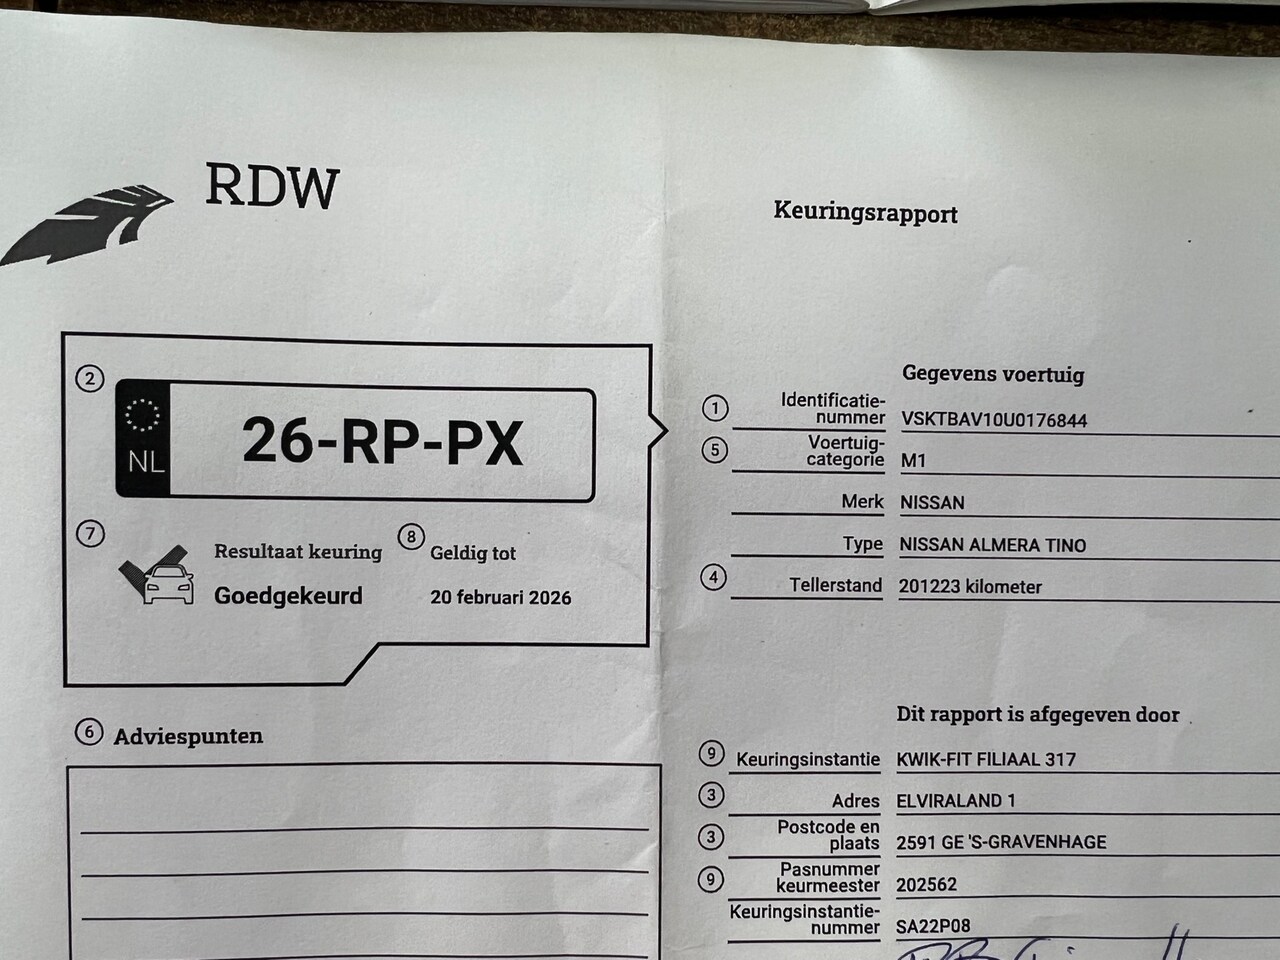 RDW
Keuringsrapport
2
NL
26-RP-PX
7
Resultaat keuring
Goedgekeurd
8
Geldig tot
20 februari 2026
6 Adviespunten
Gegevens voertuig
1 Identificatie-
nummer VSKTBAV10U0176844
5 Voertuig-
categorie M1
Merk NISSAN
Type NISSAN ALMERA TINO
4 Tellerstand 201223 kilometer
Dit rapport is afgegeven door
9 Keuringsinstantie KWIK-FIT FILIAAL 317
3 Adres ELVIRALAND 1
3 Postcode en
plaats 2591 GE 'S-GRAVENHAGE
9 Pasnummer
keurmeester 202562
Keuringsinstantie-
nummer SA22P08